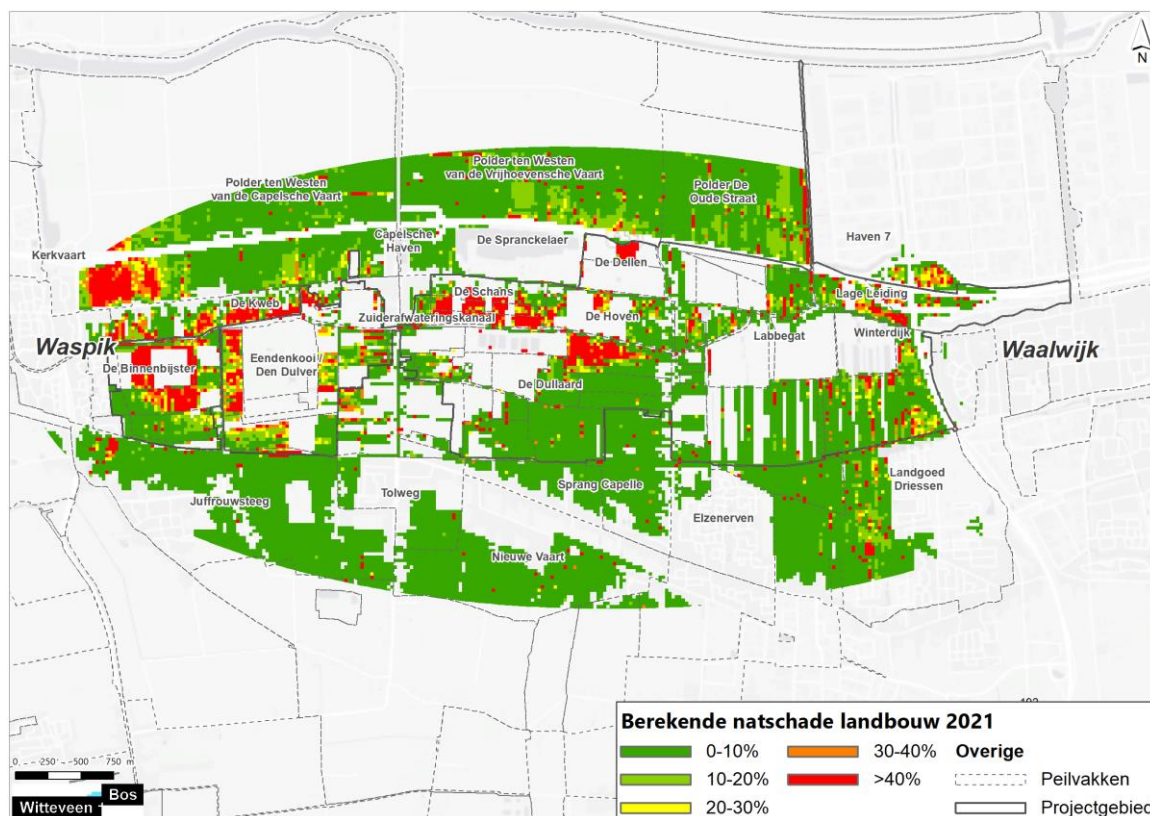 N
Polder ten Westen
van de Vrijhoevensche Vaart
Polder ten Westen
van de Capelsche Vaart
Polder De
Oude Straat
Capelsche
Haven
De Spranckelaer
Haven 7
Kerkvaart
De Dellen
De Schans
Lage Leiding
De Kweb
Zuiderafwateringskanaal
De Hoven
Labbegat
Winterdijk
Waspik
Waalwijk
Eendenkooi /
Den Dulver
De Binnenbijster
De Dullaard
Landgoed
Driessen
Sprang Capelle
Tolweg
Juffrouwsteeg
Elzenerven
Nieuwe Vaart
Berekende natschade landbouw 2021
0-10% 30-40% Overige
10-20% >40% Peilvakken
20-30% Projectgebied
0 250 500 750 m
Witteveen + Bos